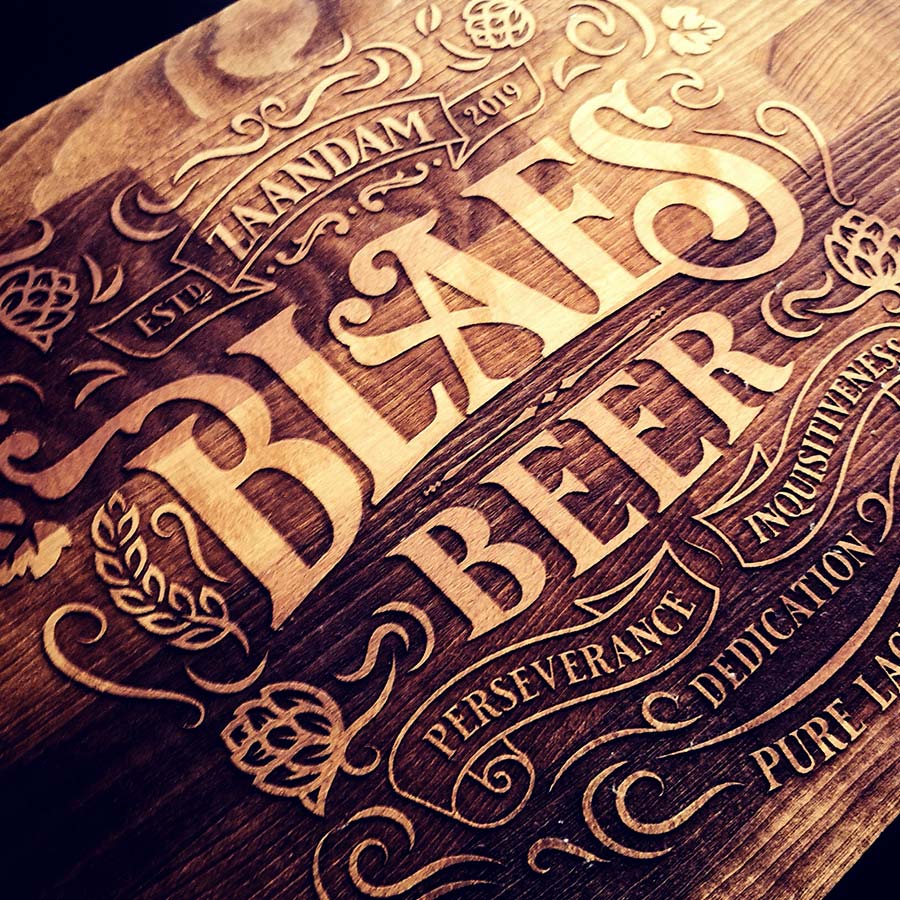 ZAANDAM
ESTD. 2019
BLAES
BEER
PERSEVERANCE
INQUISITIVENESS
DEDICATION
PURE